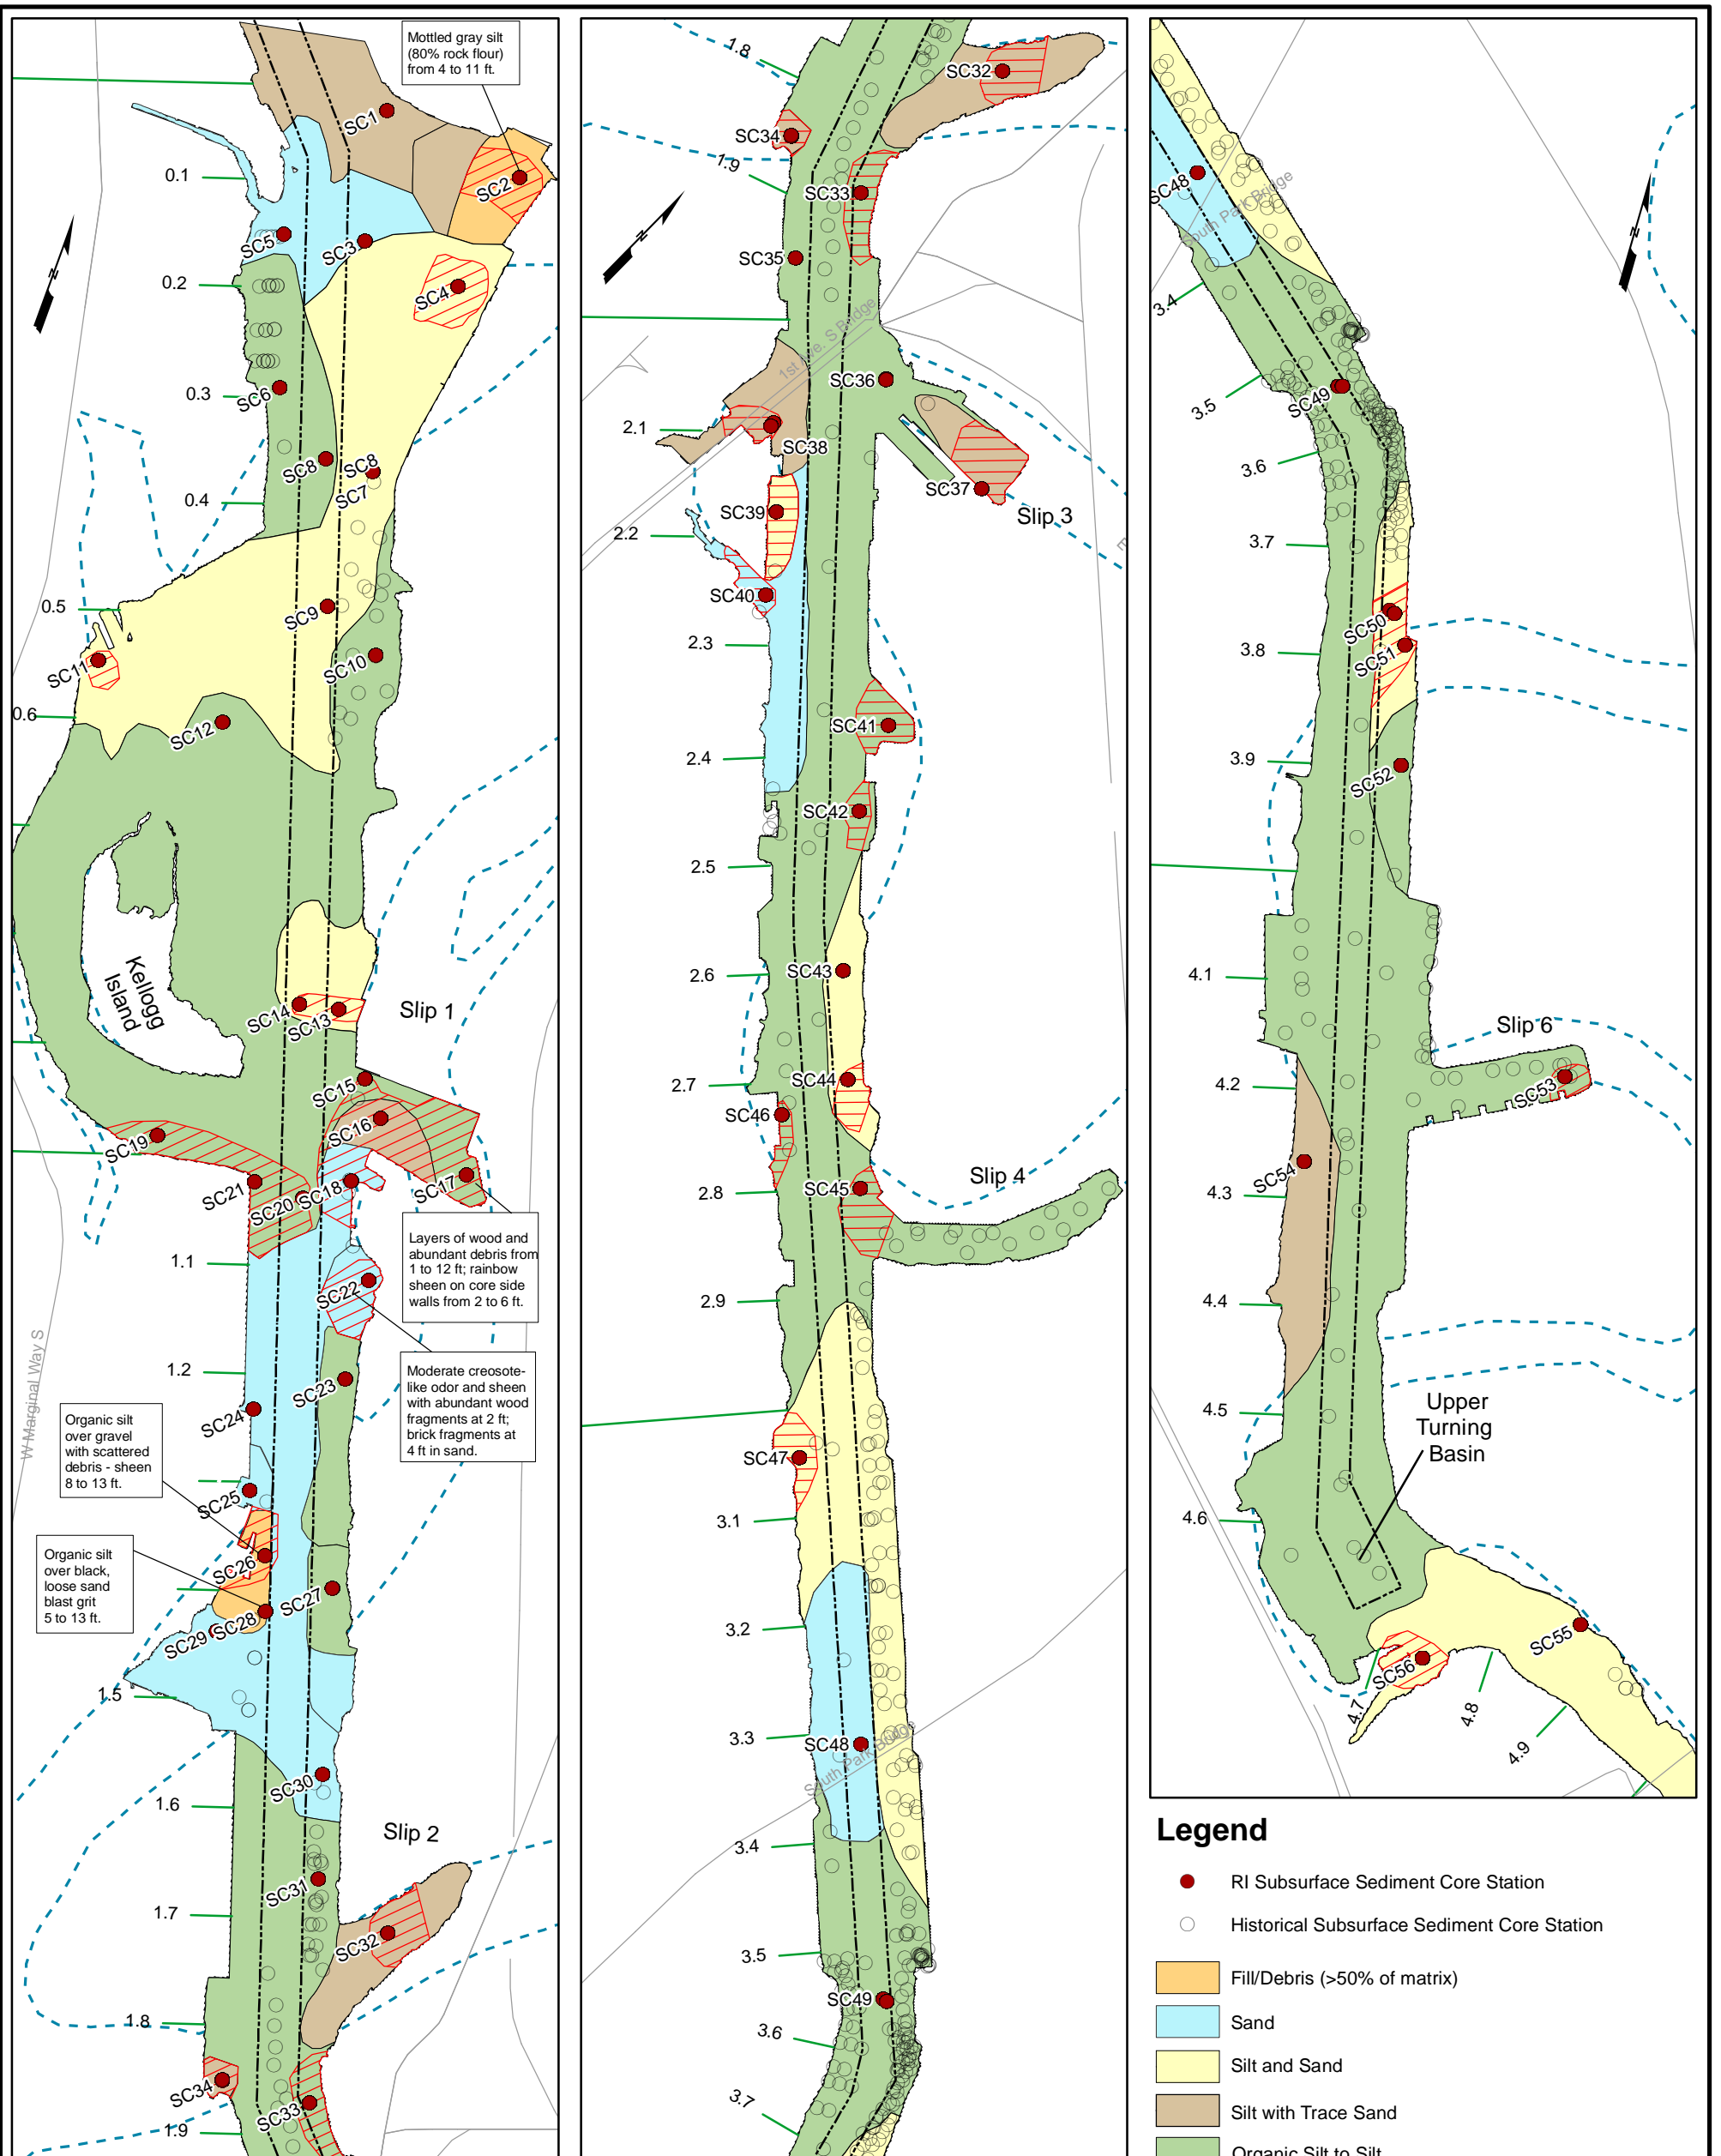 Mottled gray silt
(80% rock flour)
from 4 to 11 ft.
SC1
0.1
SC2
SC5
SC3
0.2
SC4
0.3
SC6
SC8
SC8
SC7
0.4
0.5
SC9
SC10
SC11
0.6
SC12
Kellogg
Island
SC14
SC13
Slip 1
SC15
SC16
SC19
SC21
SC20
SC18
SC17
Layers of wood and
abundant debris from
1 to 12 ft; rainbow
sheen on core side
walls from 2 to 6 ft.
1.1
SC22
Moderate creosote-
like odor and sheen
with abundant wood
fragments at 2 ft;
brick fragments at
4 ft in sand.
1.2
SC23
SC24
W Marginal Way S
Organic silt
over gravel
with scattered
debris - sheen
8 to 13 ft.
SC25
Organic silt
over black,
loose sand
blast grit
5 to 13 ft.
SC26
SC27
SC28
SC29
1.5
SC30
1.6
Slip 2
SC31
1.7
SC32
1.8
SC34
SC33
1.9
N
1.8
SC32
SC34
1.9
SC33
SC35
N
1st Ave. S Bridge
SC36
2.1
SC38
SC37
Slip 3
SC39
2.2
SC40
2.3
SC41
2.4
SC42
2.5
2.6
SC43
2.7
SC44
SC46
2.8
SC45
Slip 4
2.9
SC47
3.1
3.2
3.3
SC48
South Park Bridge
3.4
3.5
SC49
3.6
3.7
SC48
South Park Bridge
N
3.4
3.5
SC49
3.6
3.7
SC50
3.8
SC51
3.9
SC52
4.1
Slip 6
4.2
SC53
SC54
4.3
4.4
4.5
Upper
Turning
Basin
4.6
SC55
SC56
4.7
4.8
4.9
Legend
RI Subsurface Sediment Core Station
Historical Subsurface Sediment Core Station
Fill/Debris (>50% of matrix)
Sand
Silt and Sand
Silt with Trace Sand
Organic Silt to Silt